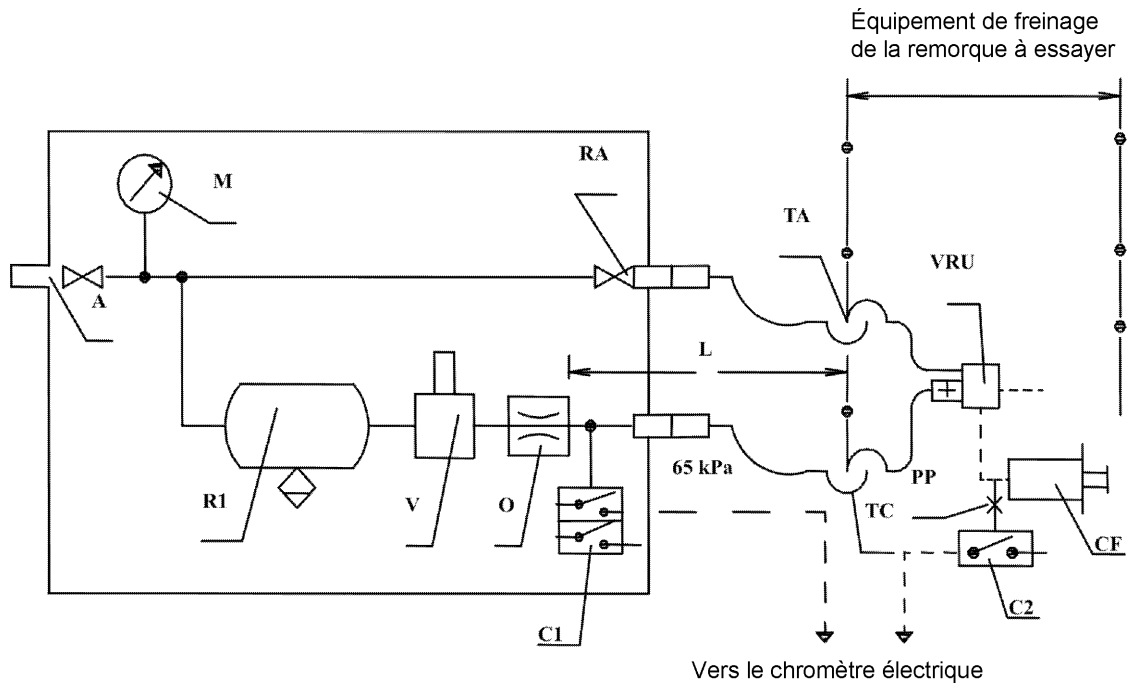 Équipement de freinage
de la remorque à essayer
M
RA
TA
VRU
A
L
65 kPa
PP
R1
V
O
TC
CF
C1
C2
Vers le chromètre électrique